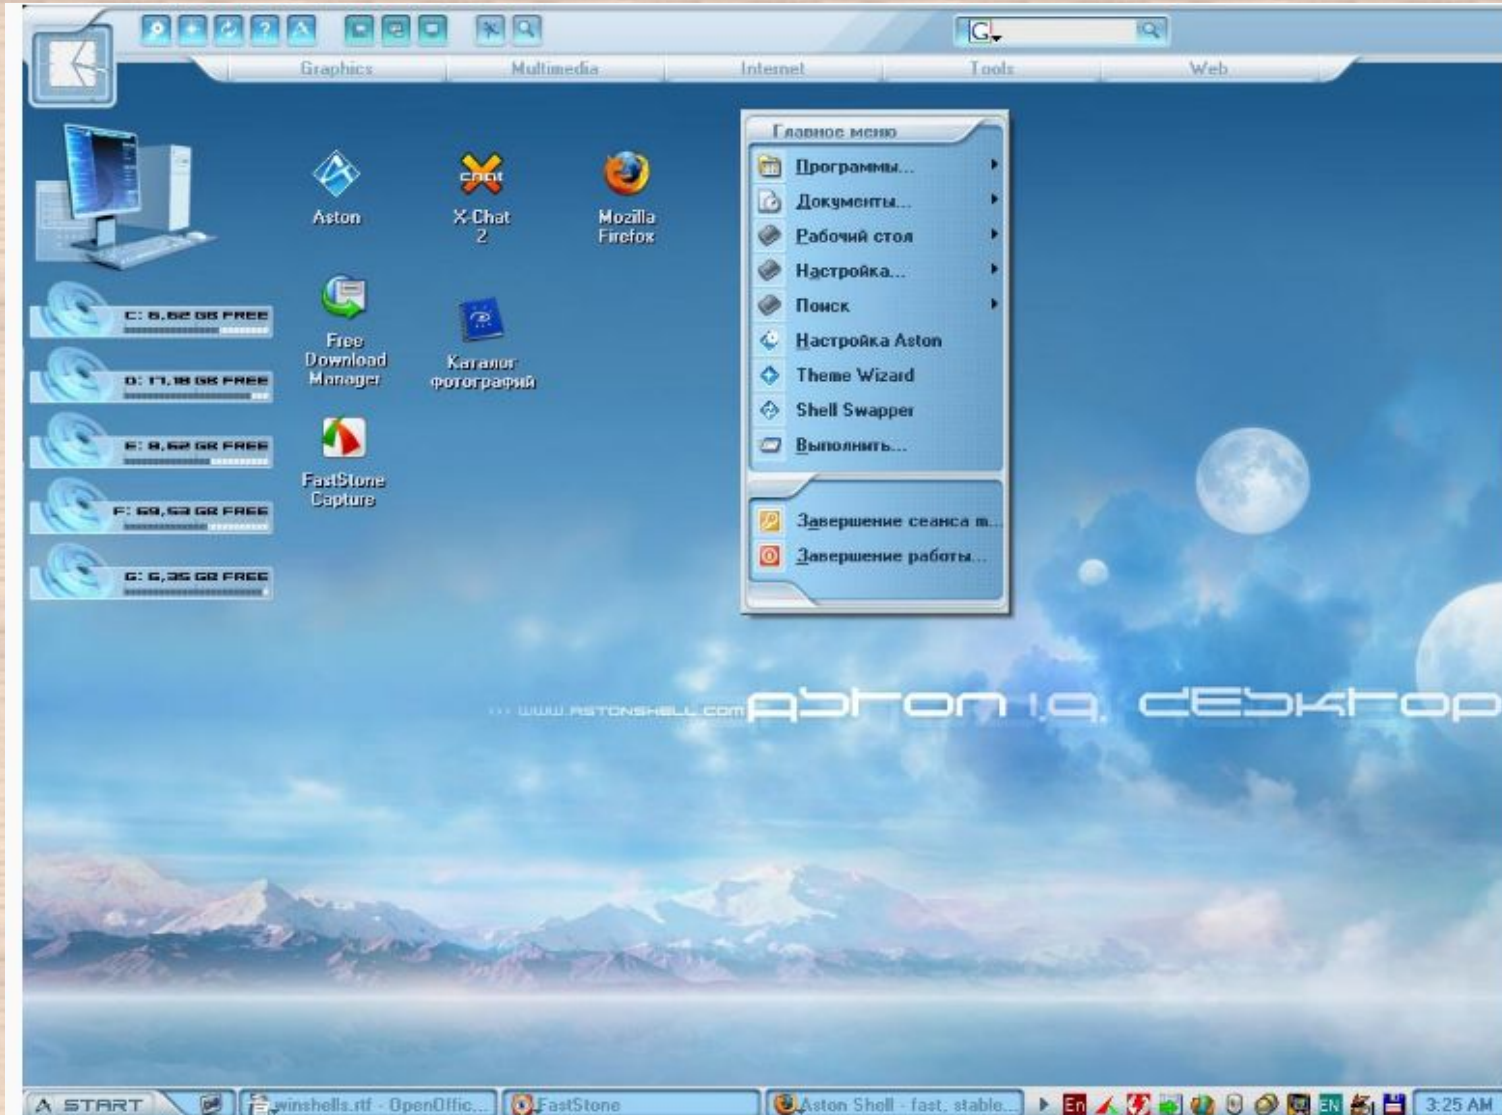 G
Graphics
Multimedia
Internet
Tools
Web
Aston
X-Chat
2
Mozilla
Firefox
C: 6,62 GB FREE
D: 17,18 GB FREE
E: 8,62 GB FREE
F: 69,53 GB FREE
G: 6,35 GB FREE
Free
Download
Manager
Каталог
фотографий
FastStone
Capture
Главное меню
Программы...
Документы...
Рабочий стол
Настройка...
Поиск
Настройка Aston
Theme Wizard
Shell Swapper
Выполнить...
Завершение сеанса m...
Завершение работы...
>>> WWW.ASTONSHELL.COM ASTON I.Q. DESKTOP
A START
winshells.rtf - OpenOffic...
FastStone
Aston Shell - fast, stable...
En
EN
3:25 AM